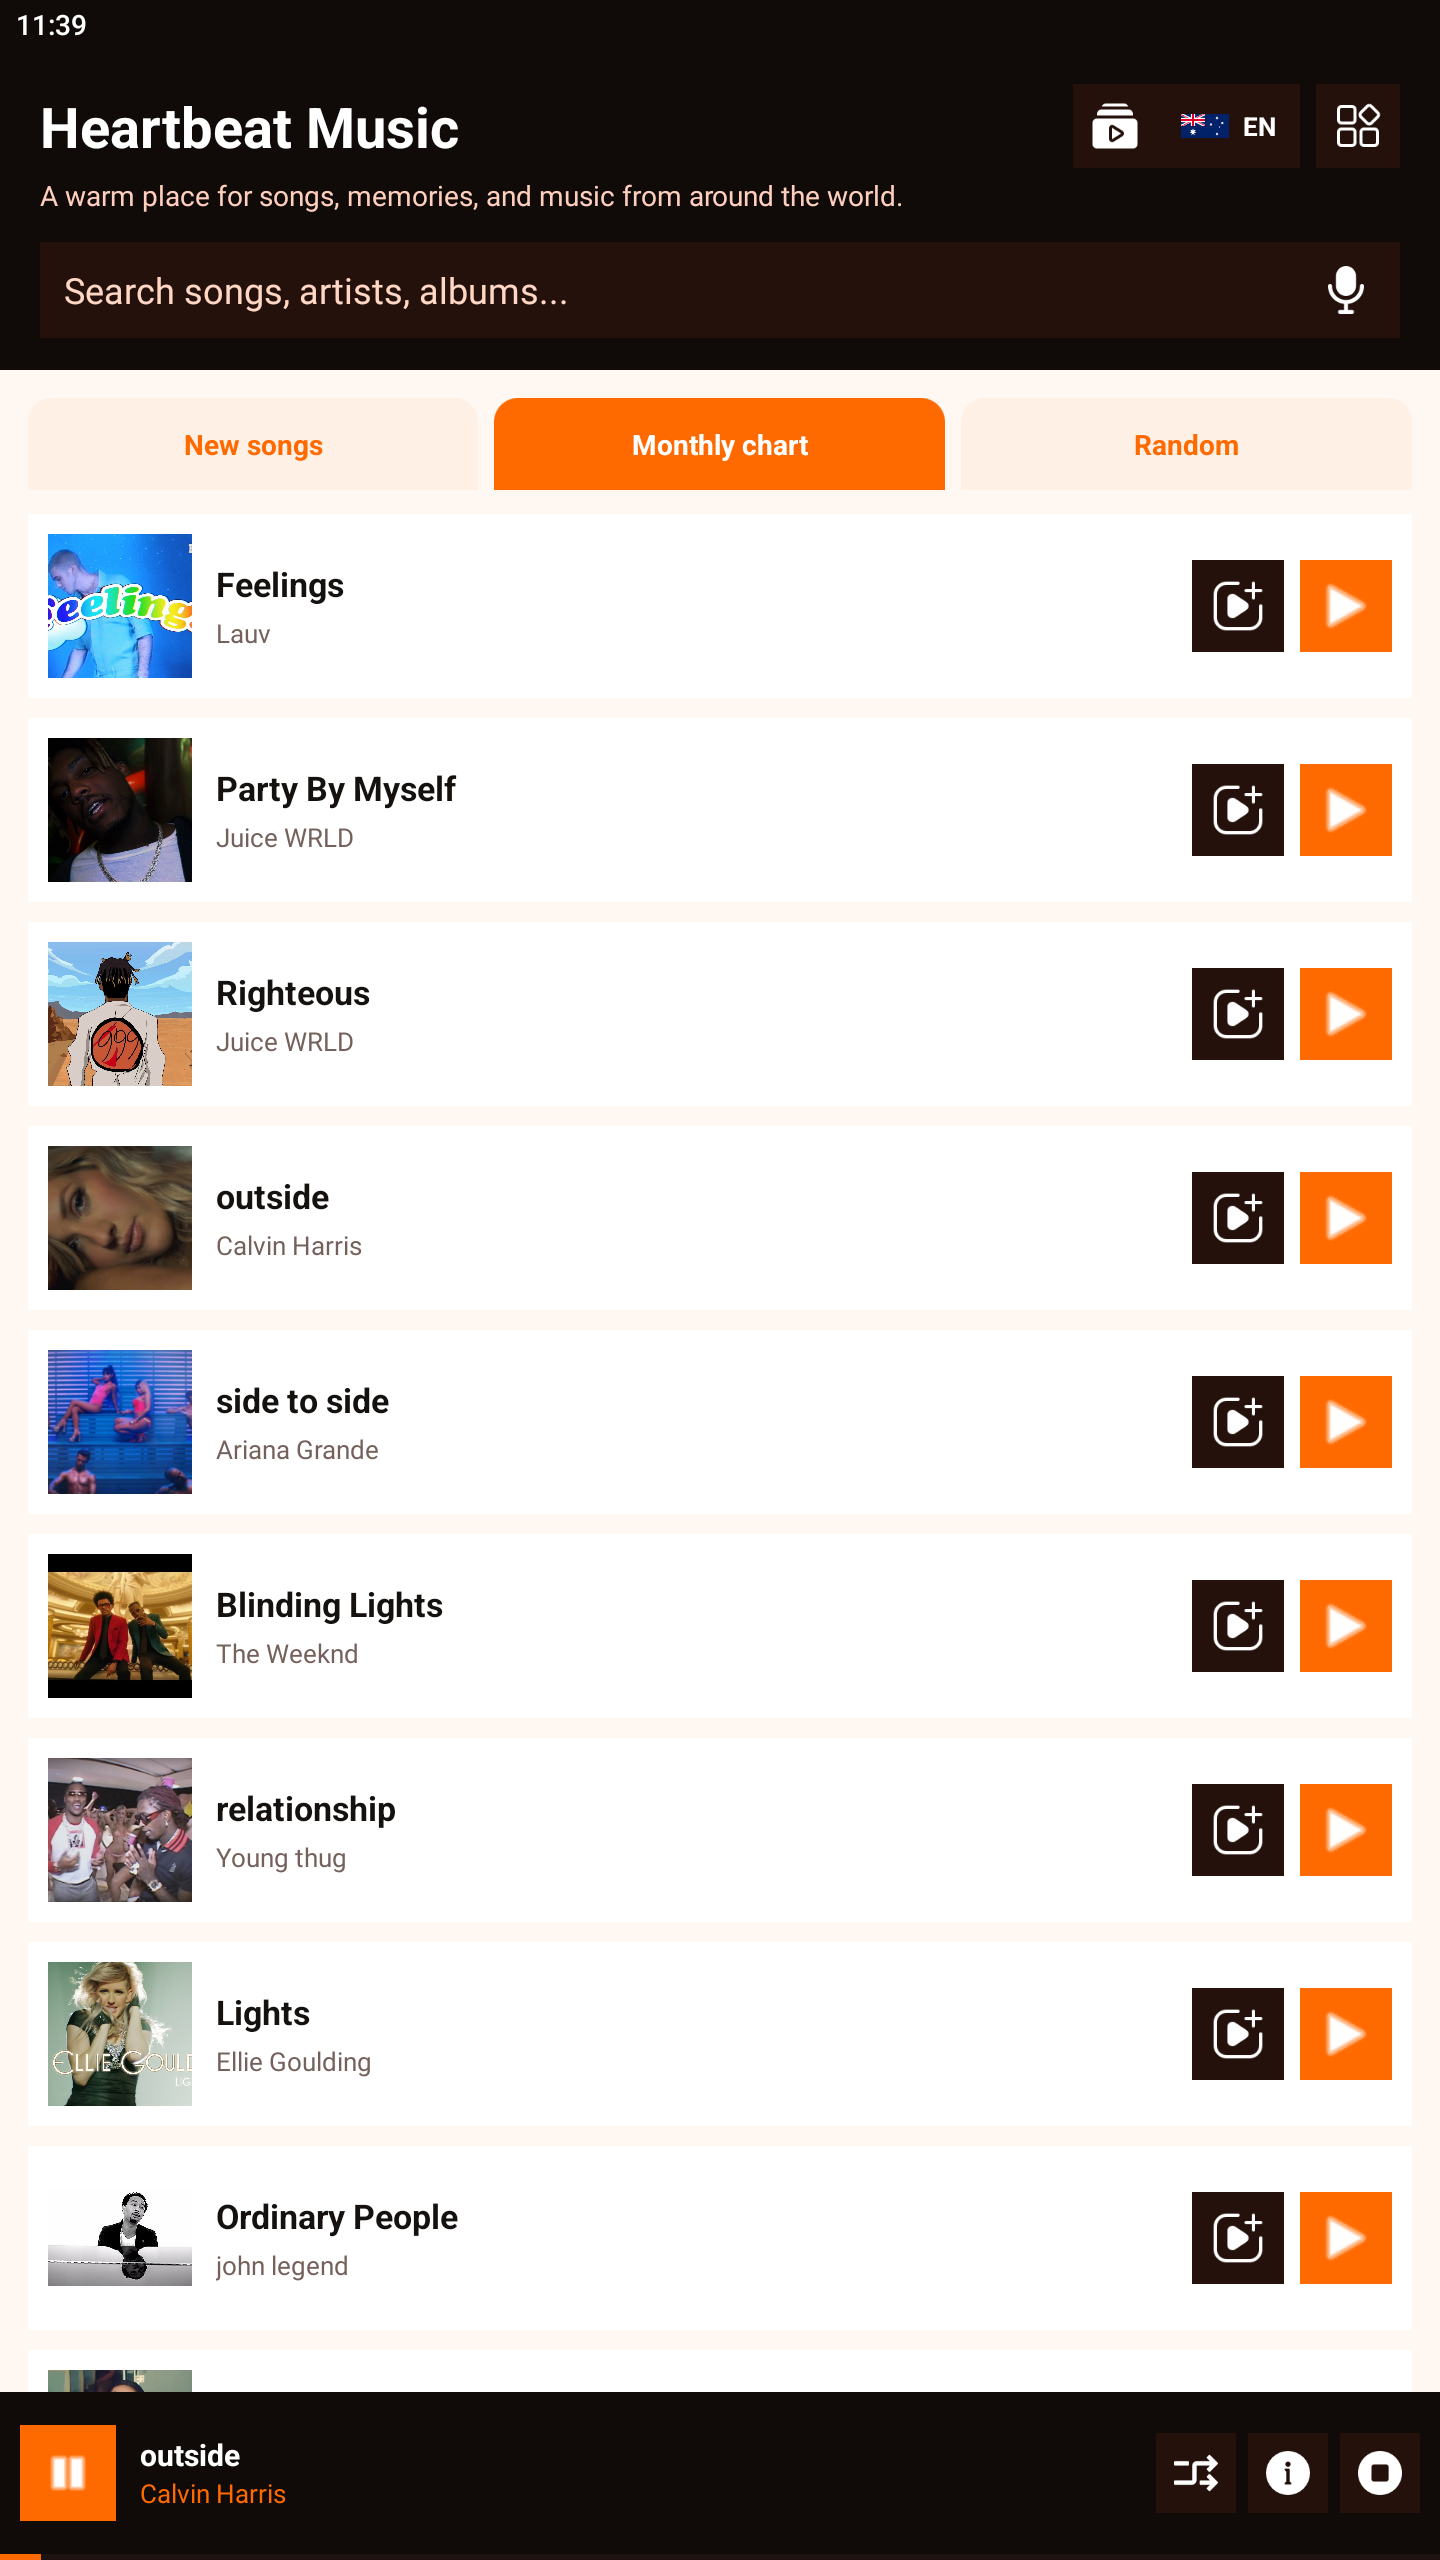 11:39
Heartbeat Music
EN
A warm place for songs, memories, and music from around the world.
Search songs, artists, albums...
New songs
Monthly chart
Random
Feelings
Lauv
Party By Myself
Juice WRLD
999
Righteous
Juice WRLD
outside
Calvin Harris
side to side
Ariana Grande
Blinding Lights
The Weeknd
relationship
Young thug
Lights
Ellie Goulding
Ordinary People
john legend
outside
Calvin Harris